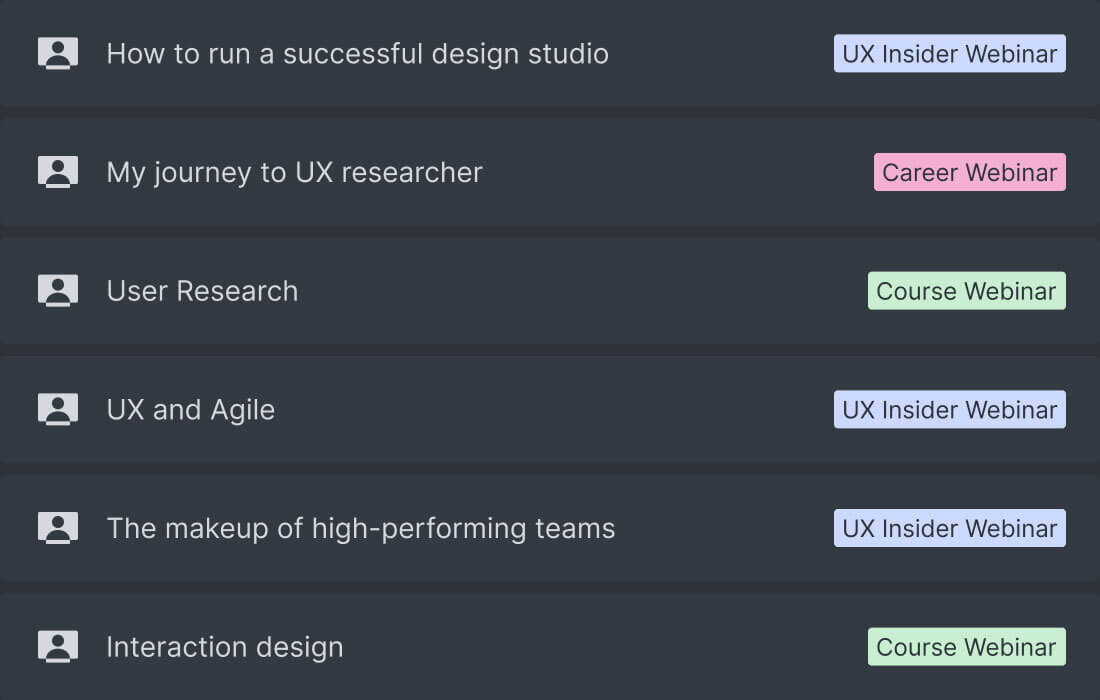 How to run a successful design studio
UX Insider Webinar
My journey to UX researcher
Career Webinar
User Research
Course Webinar
UX and Agile
UX Insider Webinar
The makeup of high-performing teams
UX Insider Webinar
Interaction design
Course Webinar